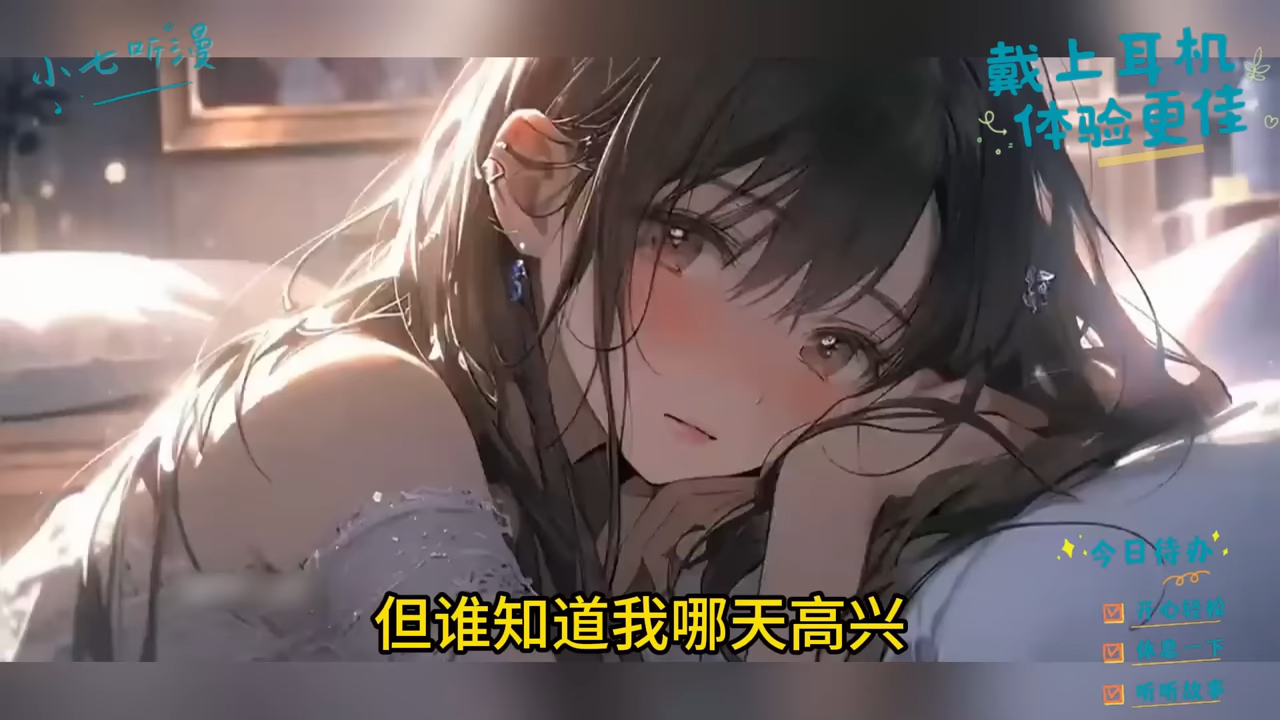 小七听漫
戴上耳机
体验更佳
今日待办
开心轻松
休息一下
听听故事
但谁知道我哪天高兴